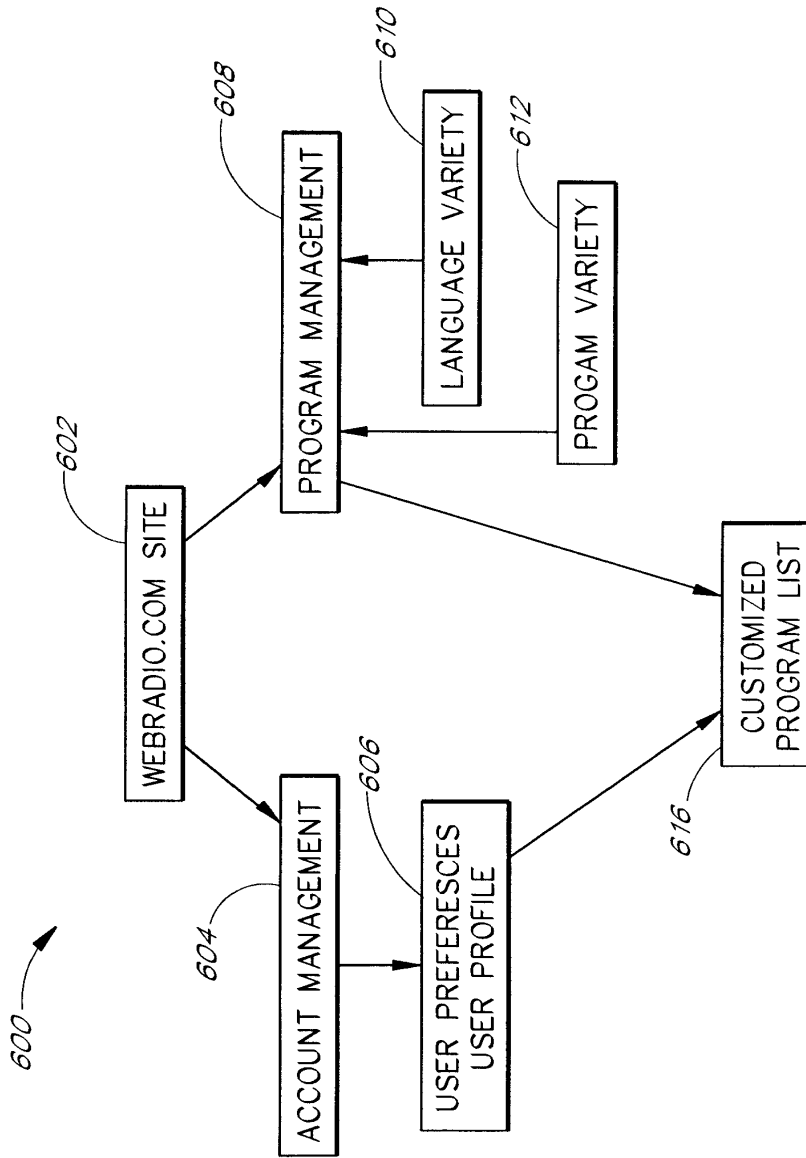 600
WEBRADIO.COM SITE
602
ACCOUNT MANAGEMENT
604
PROGRAM MANAGEMENT
608
USER PREFERESCES
USER PROFILE
606
LANGUAGE VARIETY
610
PROGAM VARIETY
612
CUSTOMIZED
PROGRAM LIST
616